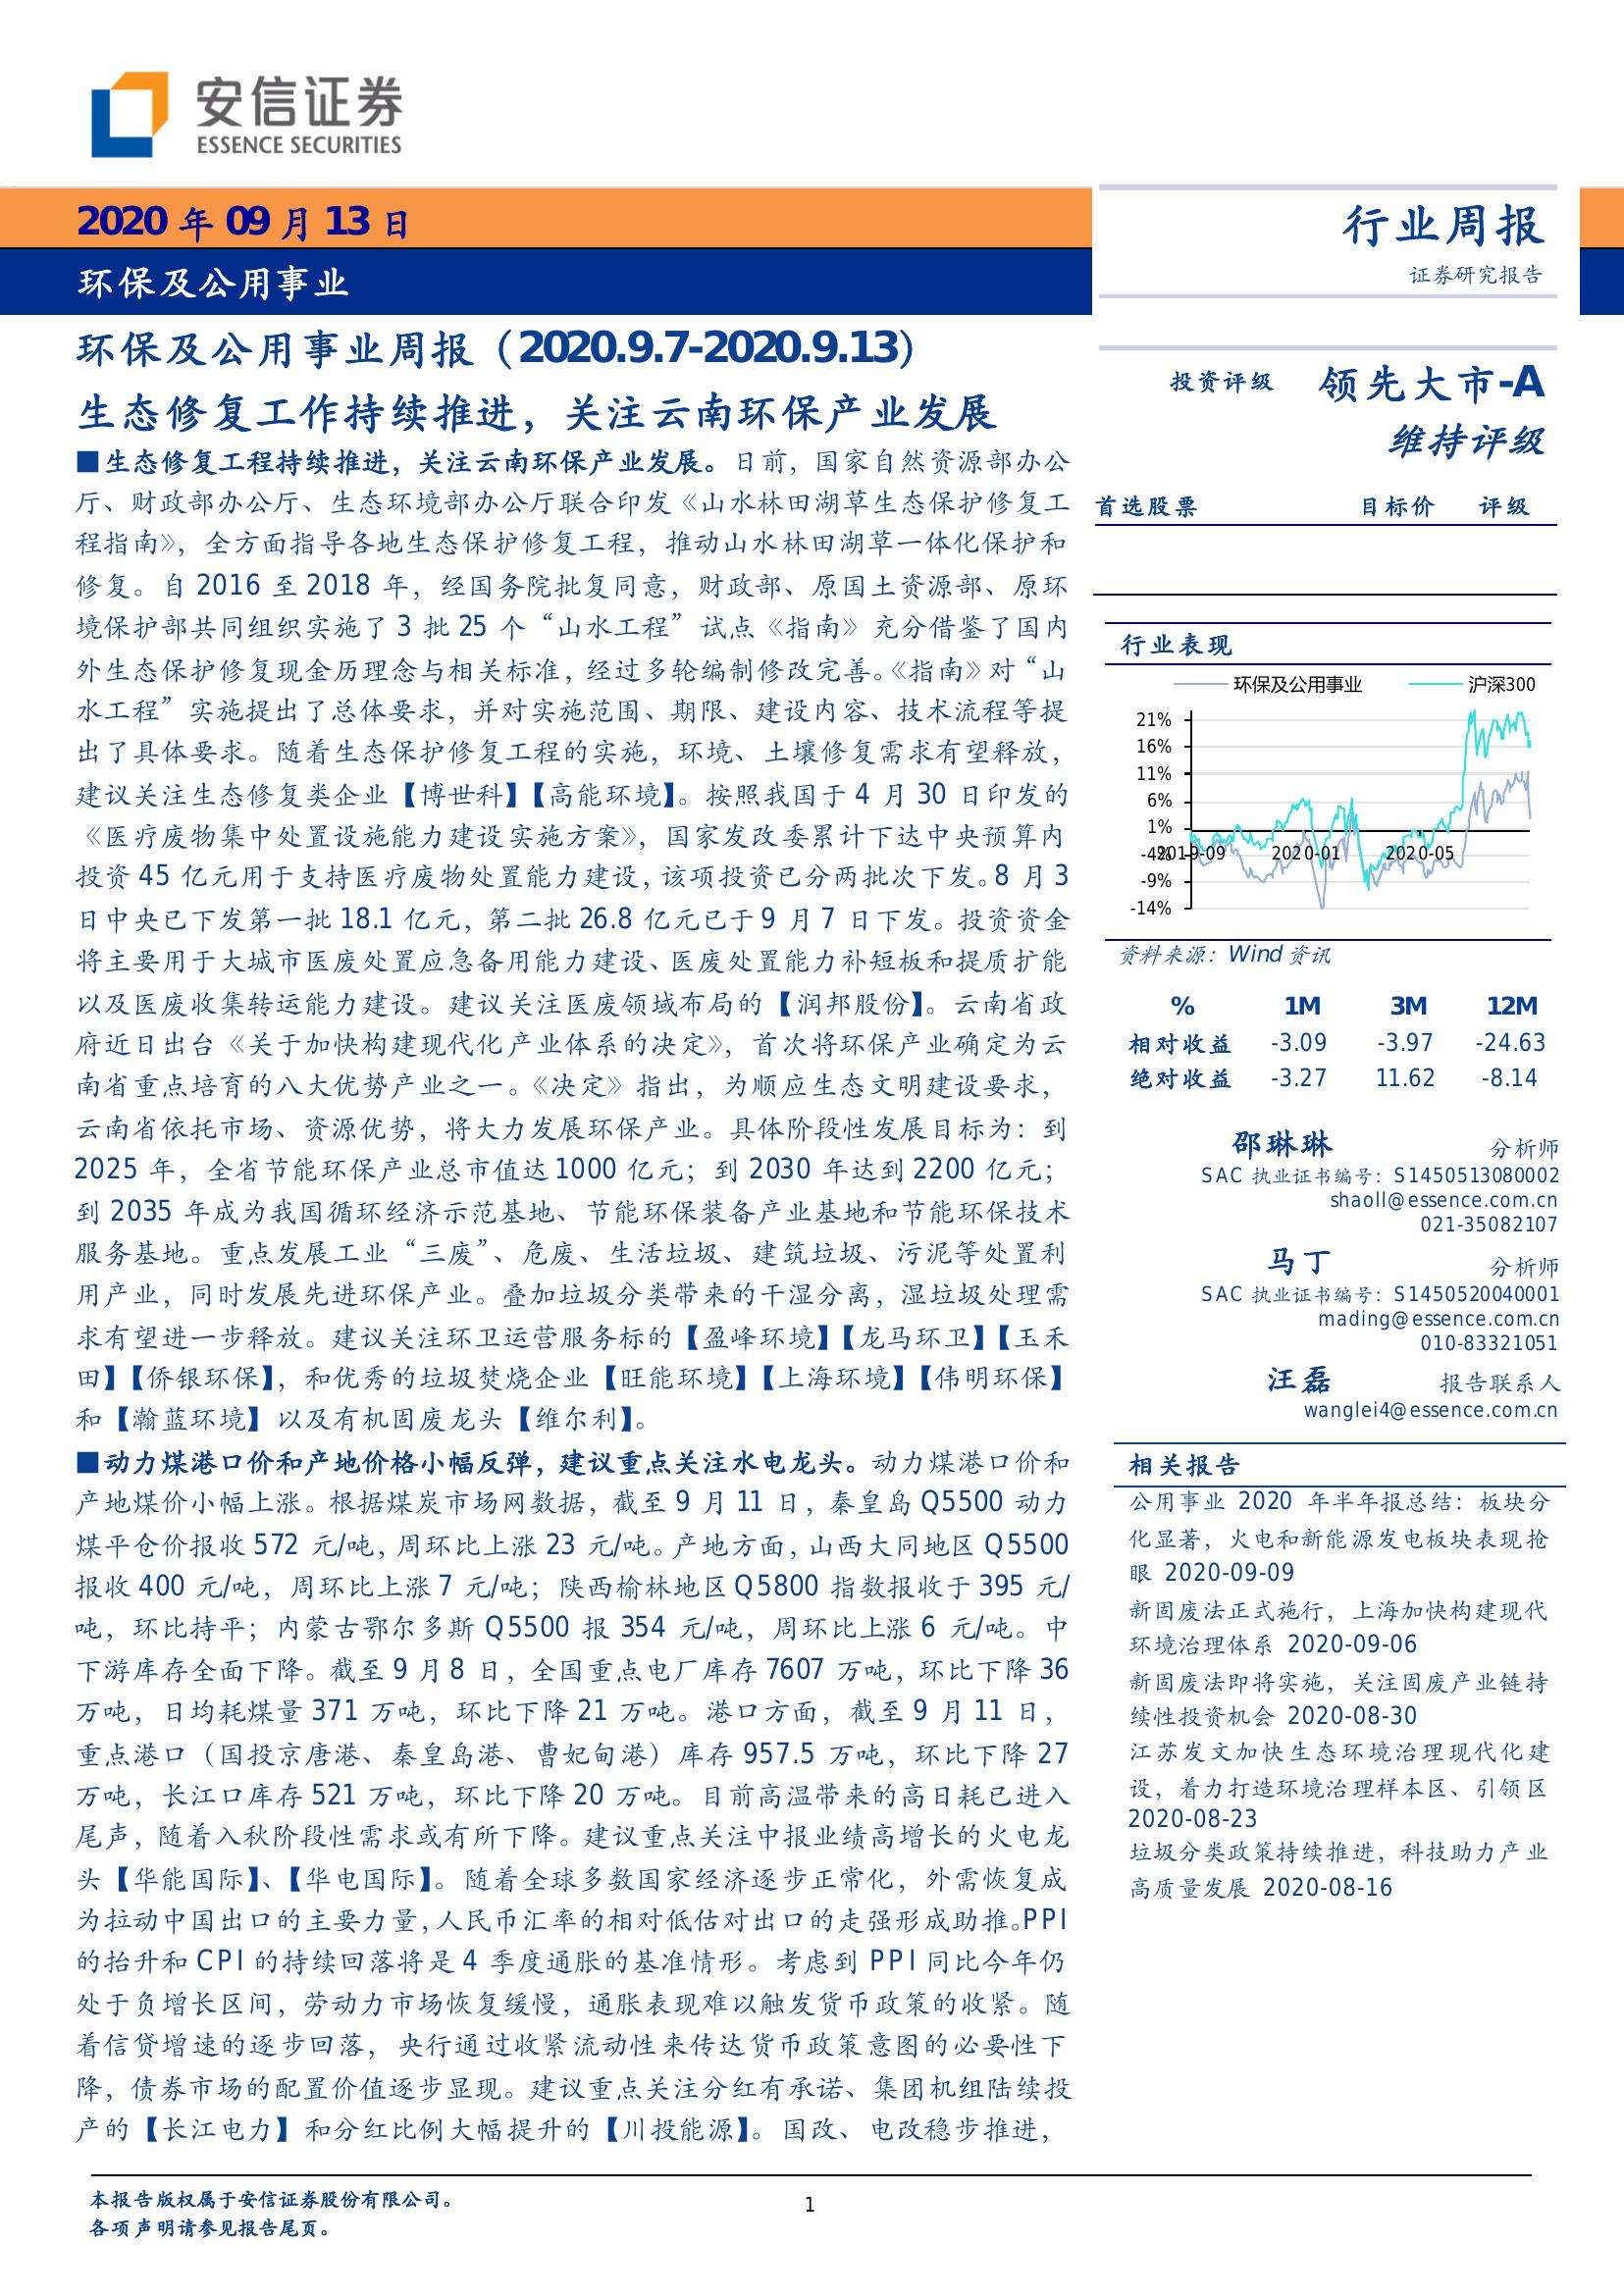 安信证券
ESSENCE SECURITIES
2020 年 09 月 13 日
环保及公用事业
行业周报
证券研究报告
环保及公用事业周报（2020.9.7-2020.9.13）
生态修复工作持续推进，关注云南环保产业发展
■生态修复工程持续推进，关注云南环保产业发展。日前，国家自然资源部办公
厅、财政部办公厅、生态环境部办公厅联合印发《山水林田湖草生态保护修复工
程指南》，全方面指导各地生态保护修复工程，推动山水林田湖草一体化保护和
修复。自 2016 至 2018 年，经国务院批复同意，财政部、原国土资源部、原环
境保护部共同组织实施了 3 批 25 个“山水工程”试点《指南》充分借鉴了国内
外生态保护修复现金历理念与相关标准，经过多轮编制修改完善。《指南》对“山
水工程”实施提出了总体要求，并对实施范围、期限、建设内容、技术流程等提
出了具体要求。随着生态保护修复工程的实施，环境、土壤修复需求有望释放，
建议关注生态修复类企业【博世科】【高能环境】。按照我国于 4 月 30 日印发的
《医疗废物集中处置设施能力建设实施方案》，国家发改委累计下达中央预算内
投资 45 亿元用于支持医疗废物处置能力建设，该项投资已分两批次下发。8 月 3
日中央已下发第一批 18.1 亿元，第二批 26.8 亿元已于 9 月 7 日下发。投资资金
将主要用于大城市医废处置应急备用能力建设、医废处置能力补短板和提质扩能
以及医废收集转运能力建设。建议关注医废领域布局的【润邦股份】。云南省政
府近日出台《关于加快构建现代化产业体系的决定》，首次将环保产业确定为云
南省重点培育的八大优势产业之一。《决定》指出，为顺应生态文明建设要求，
云南省依托市场、资源优势，将大力发展环保产业。具体阶段性发展目标为：到
2025 年，全省节能环保产业总市值达 1000 亿元；到 2030 年达到 2200 亿元；
到 2035 年成为我国循环经济示范基地、节能环保装备产业基地和节能环保技术
服务基地。重点发展工业“三废”、危废、生活垃圾、建筑垃圾、污泥等处置利
用产业，同时发展先进环保产业。叠加垃圾分类带来的干湿分离，湿垃圾处理需
求有望进一步释放。建议关注环卫运营服务标的【盈峰环境】【龙马环卫】【玉禾
田】【侨银环保】，和优秀的垃圾焚烧企业【旺能环境】【上海环境】【伟明环保】
和【瀚蓝环境】以及有机固废龙头【维尔利】。
■动力煤港口价和产地价格小幅反弹，建议重点关注水电龙头。动力煤港口价和
产地煤价小幅上涨。根据煤炭市场网数据，截至 9 月 11 日，秦皇岛 Q5500 动力
煤平仓价报收 572 元/吨，周环比上涨 23 元/吨。产地方面，山西大同地区 Q5500
报收 400 元/吨，周环比上涨 7 元/吨；陕西榆林地区 Q5800 指数报收于 395 元/
吨，环比持平；内蒙古鄂尔多斯 Q5500 报 354 元/吨，周环比上涨 6 元/吨。中
下游库存全面下降。截至 9 月 8 日，全国重点电厂库存 7607 万吨，环比下降 36
万吨，日均耗煤量 371 万吨，环比下降 21 万吨。港口方面，截至 9 月 11 日，
重点港口（国投京唐港、秦皇岛港、曹妃甸港）库存 957.5 万吨，环比下降 27
万吨，长江口库存 521 万吨，环比下降 20 万吨。目前高温带来的高日耗已进入
尾声，随着入秋阶段性需求或有所下降。建议重点关注中报业绩高增长的火电龙
头【华能国际】、【华电国际】。随着全球多数国家经济逐步正常化，外需恢复成
为拉动中国出口的主要力量，人民币汇率的相对低估对出口的走强形成助推。PPI
的抬升和 CPI 的持续回落将是 4 季度通胀的基准情形。考虑到 PPI 同比今年仍
处于负增长区间，劳动力市场恢复缓慢，通胀表现难以触发货币政策的收紧。随
着信贷增速的逐步回落，央行通过收紧流动性来传达货币政策意图的必要性下
降，债券市场的配置价值逐步显现。建议重点关注分红有承诺、集团机组陆续投
产的【长江电力】和分红比例大幅提升的【川投能源】。国改、电改稳步推进，
投资评级 领先大市-A
维持评级
首选股票 目标价 评级
行业表现
环保及公用事业 沪深300
21%
16%
11%
6%
1%
-4%
-9%
-14%
2019-09 2020-01 2020-05
资料来源：Wind 资讯
% 1M 3M 12M
相对收益 -3.09 -3.97 -24.63
绝对收益 -3.27 11.62 -8.14
邵琳琳 分析师
SAC 执业证书编号：S1450513080002
shaoll@essence.com.cn
021-35082107
马丁 分析师
SAC 执业证书编号：S1450520040001
mading@essence.com.cn
010-83321051
汪磊 报告联系人
wanglei4@essence.com.cn
相关报告
公用事业 2020 年半年报总结：板块分
化显著，火电和新能源发电板块表现抢
眼 2020-09-09
新固废法正式施行，上海加快构建现代
环境治理体系 2020-09-06
新固废法即将实施，关注固废产业链持
续性投资机会 2020-08-30
江苏发文加快生态环境治理现代化建
设，着力打造环境治理样本区、引领区
2020-08-23
垃圾分类政策持续推进，科技助力产业
高质量发展 2020-08-16
本报告版权属于安信证券股份有限公司。
各项声明请参见报告尾页。
1